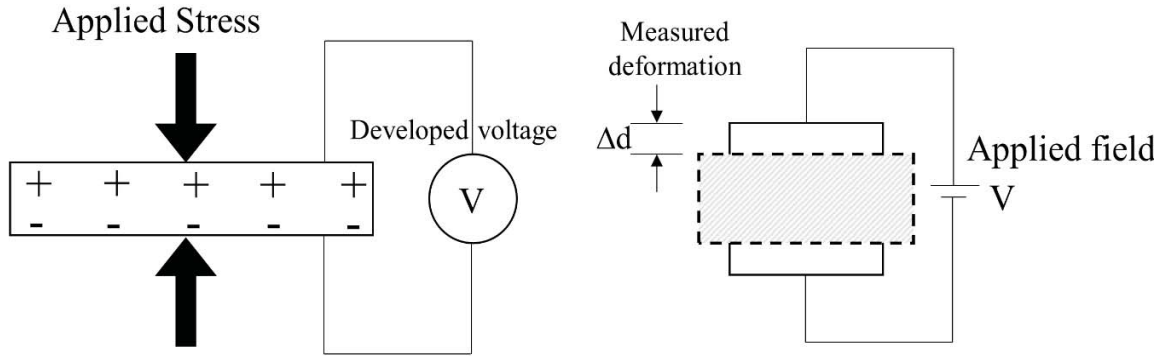 Applied Stress
Developed voltage
V
+ + + + +
- - - - -
Measured
deformation
Δd
Applied field
V